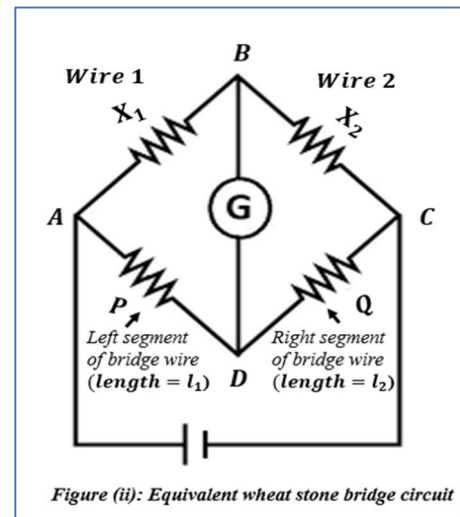 B
Wire 1
Wire 2
X₁
X₂
A
G
C
P
Q
Left segment
of bridge wire
(length = l₁)
D
Right segment
of bridge wire
(length = l₂)
Figure (ii): Equivalent wheat stone bridge circuit